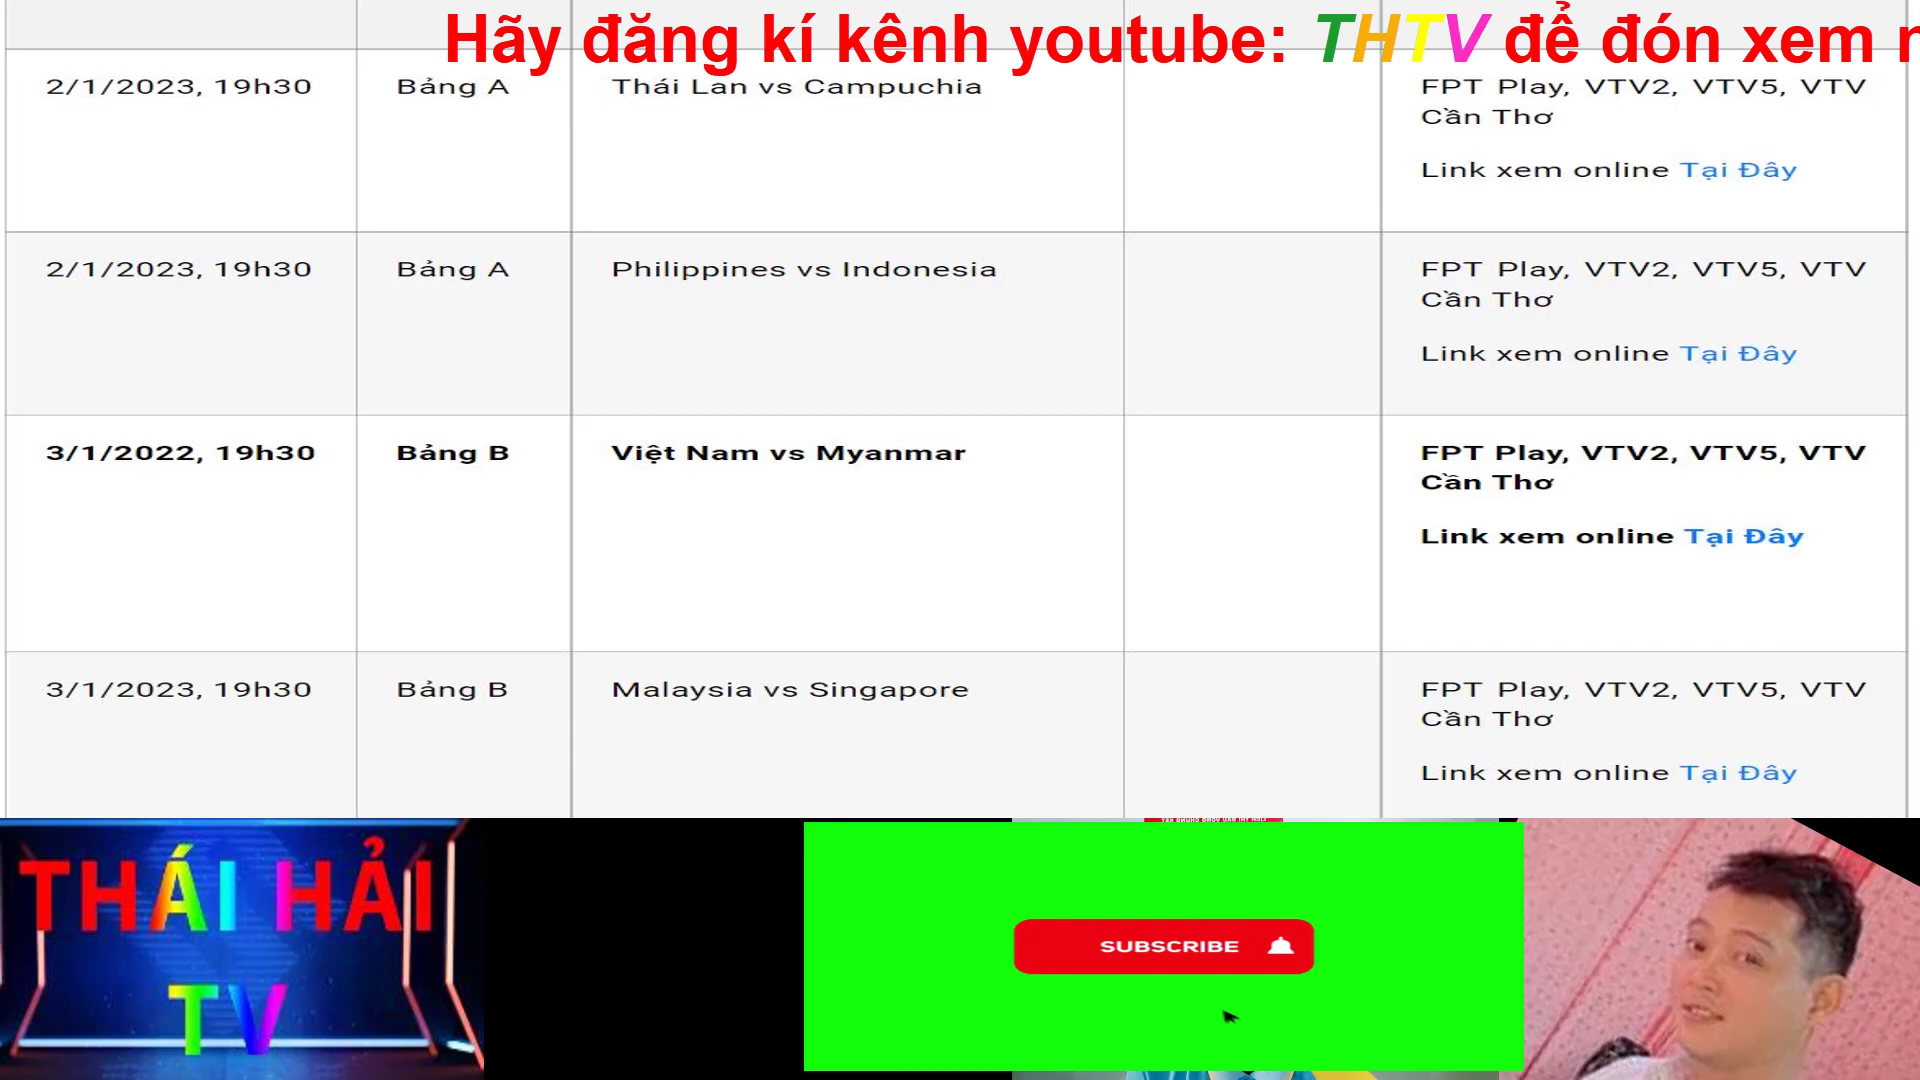 Hãy đăng kí kênh youtube: THTV để đón xem
2/1/2023, 19h30 Bảng A Thái Lan vs Campuchia FPT Play, VTV2, VTV5, VTV
Cần Thơ
Link xem online Tại Đây
2/1/2023, 19h30 Bảng A Philippines vs Indonesia FPT Play, VTV2, VTV5, VTV
Cần Thơ
Link xem online Tại Đây
3/1/2022, 19h30 Bảng B Việt Nam vs Myanmar FPT Play, VTV2, VTV5, VTV
Cần Thơ
Link xem online Tại Đây
3/1/2023, 19h30 Bảng B Malaysia vs Singapore FPT Play, VTV2, VTV5, VTV
Cần Thơ
Link xem online Tại Đây
THÁI HẢI
TV
SUBSCRIBE